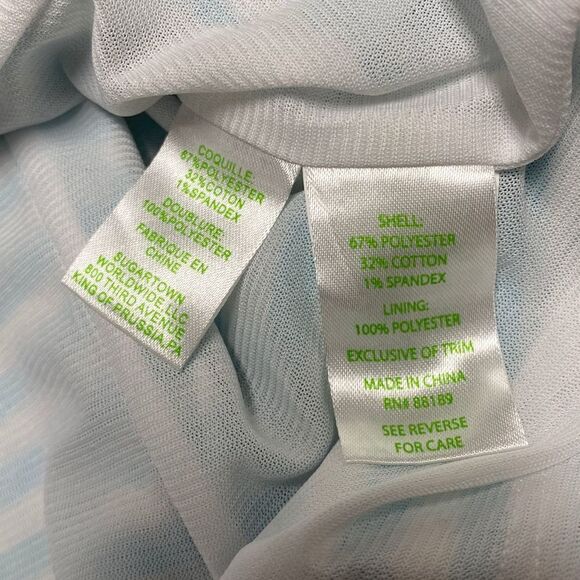 COQUILLE:
67%POLYESTER
32%COTON
1%SPANDEX
DOUBLURE:
100%POLYESTER
FABRIQUE EN
CHINE
SUGARTOWN
WORLDWIDE LLC
800 THIRD AVENUE
KING OF PRUSSIA,PA
SHELL:
67% POLYESTER
32% COTTON
1% SPANDEX
LINING:
100% POLYESTER
EXCLUSIVE OF TRIM
MADE IN CHINA
RN# 88189
SEE REVERSE
FOR CARE